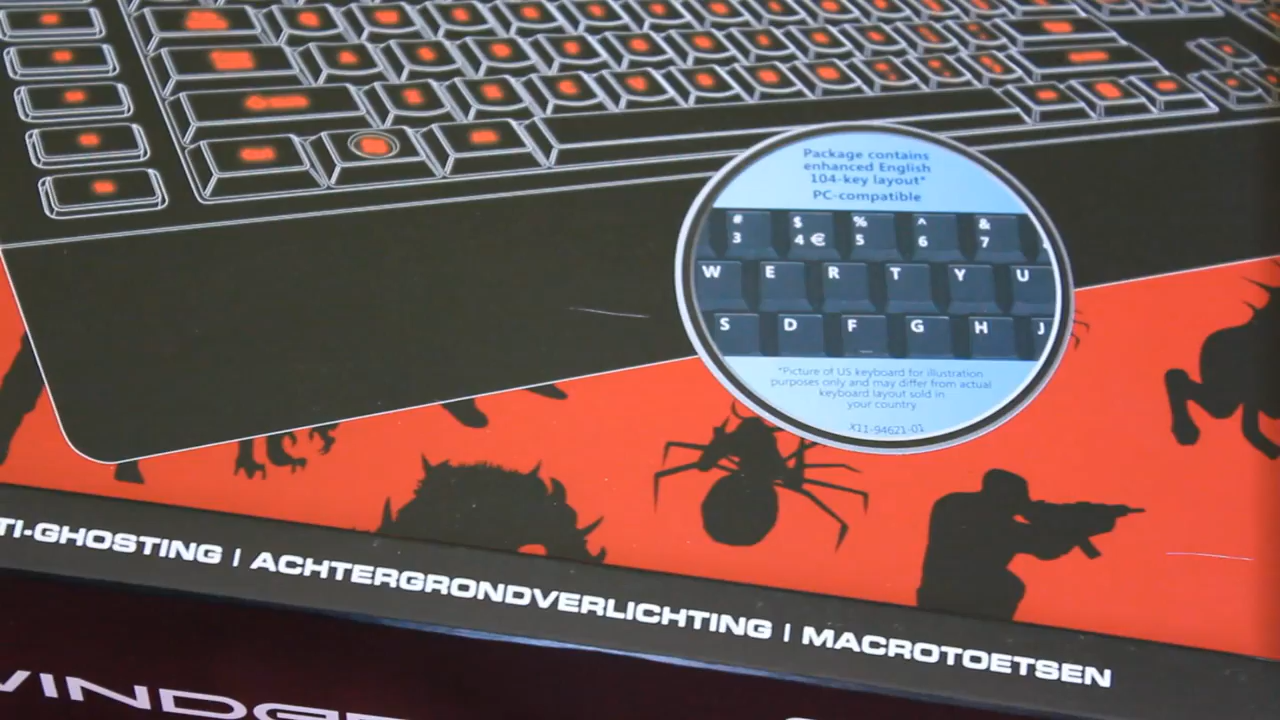 Package contains
enhanced English
104-key layout*
PC-compatible
# $ % ^ &
3 4 € 5 6 7
W E R T Y U
S D F G H J
*Picture of US keyboard for illustration
purposes only and may differ from actual
keyboard layout sold in
your country
X11-94621-01
TI-GHOSTING | ACHTERGRONDVERLICHTING | MACROTOETSEN